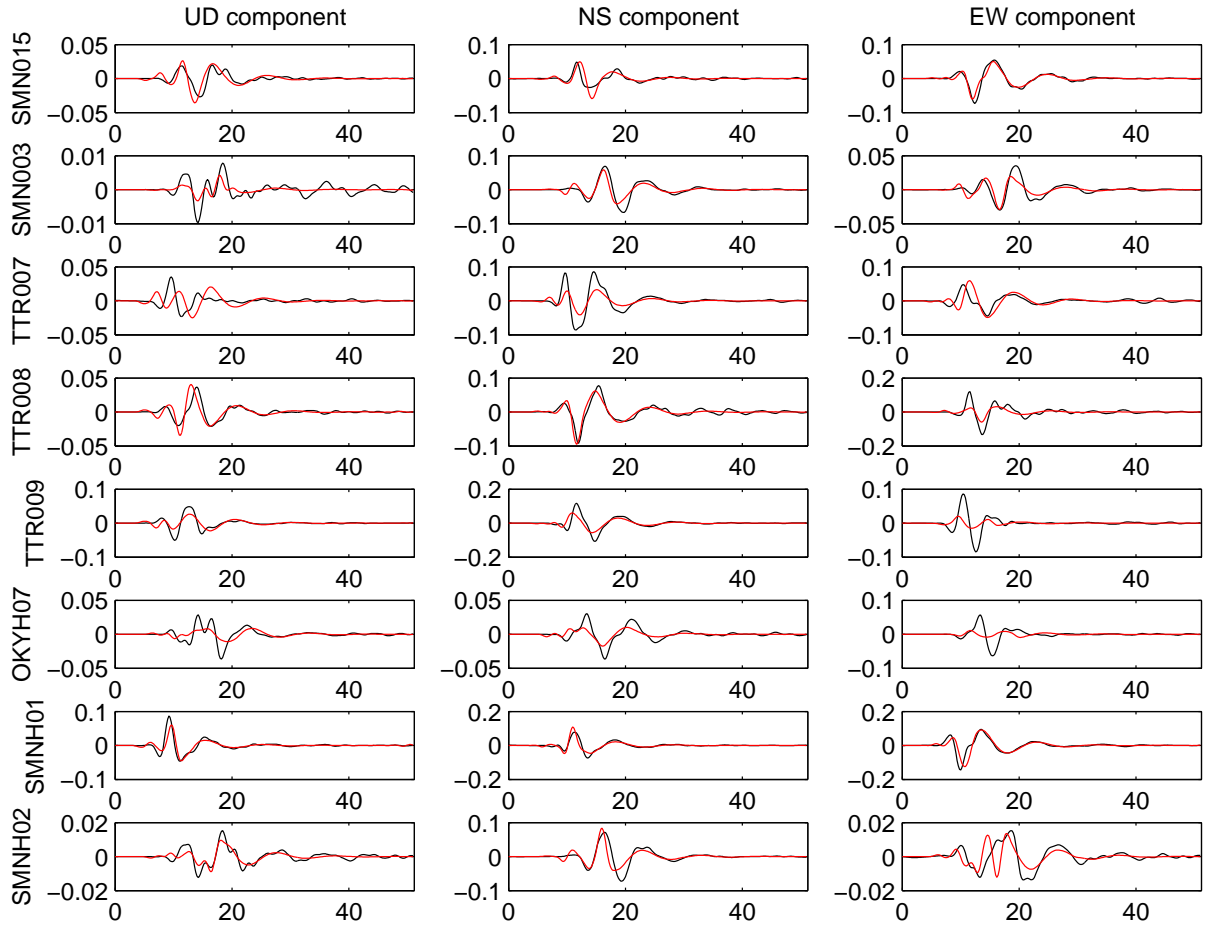 UD component NS component EW component
SMN015
0.05 0.1 0.1
0 0 0
−0.05 −0.1 −0.1
0 20 40 0 20 40 0 20 40
SMN003
0.01 0.1 0.05
0 0 0
−0.01 −0.1 −0.05
0 20 40 0 20 40 0 20 40
TTR007
0.05 0.1 0.1
0 0 0
−0.05 −0.1 −0.1
0 20 40 0 20 40 0 20 40
TTR008
0.05 0.1 0.2
0 0 0
−0.05 −0.1 −0.2
0 20 40 0 20 40 0 20 40
TTR009
0.1 0.2 0.1
0 0 0
−0.1 −0.2 −0.1
0 20 40 0 20 40 0 20 40
OKYH07
0.05 0.05 0.1
0 0 0
−0.05 −0.05 −0.1
0 20 40 0 20 40 0 20 40
SMNH01
0.1 0.2 0.2
0 0 0
−0.1 −0.2 −0.2
0 20 40 0 20 40 0 20 40
SMNH02
0.02 0.1 0.02
0 0 0
−0.02 −0.1 −0.02
0 20 40 0 20 40 0 20 40